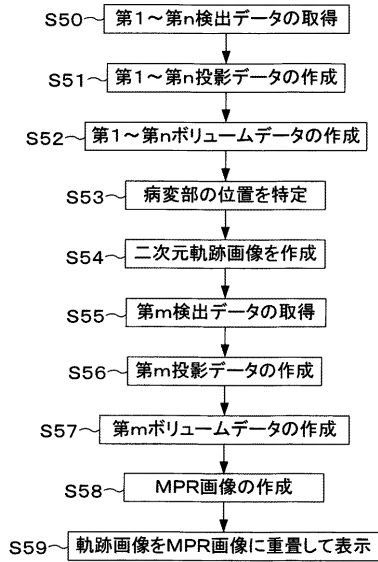 S50 第1～第n検出データの取得
S51 第1～第n投影データの作成
S52 第1～第nボリュームデータの作成
S53 病変部の位置を特定
S54 二次元軌跡画像を作成
S55 第m検出データの取得
S56 第m投影データの作成
S57 第mボリュームデータの作成
S58 MPR画像の作成
S59 軌跡画像をMPR画像に重畳して表示